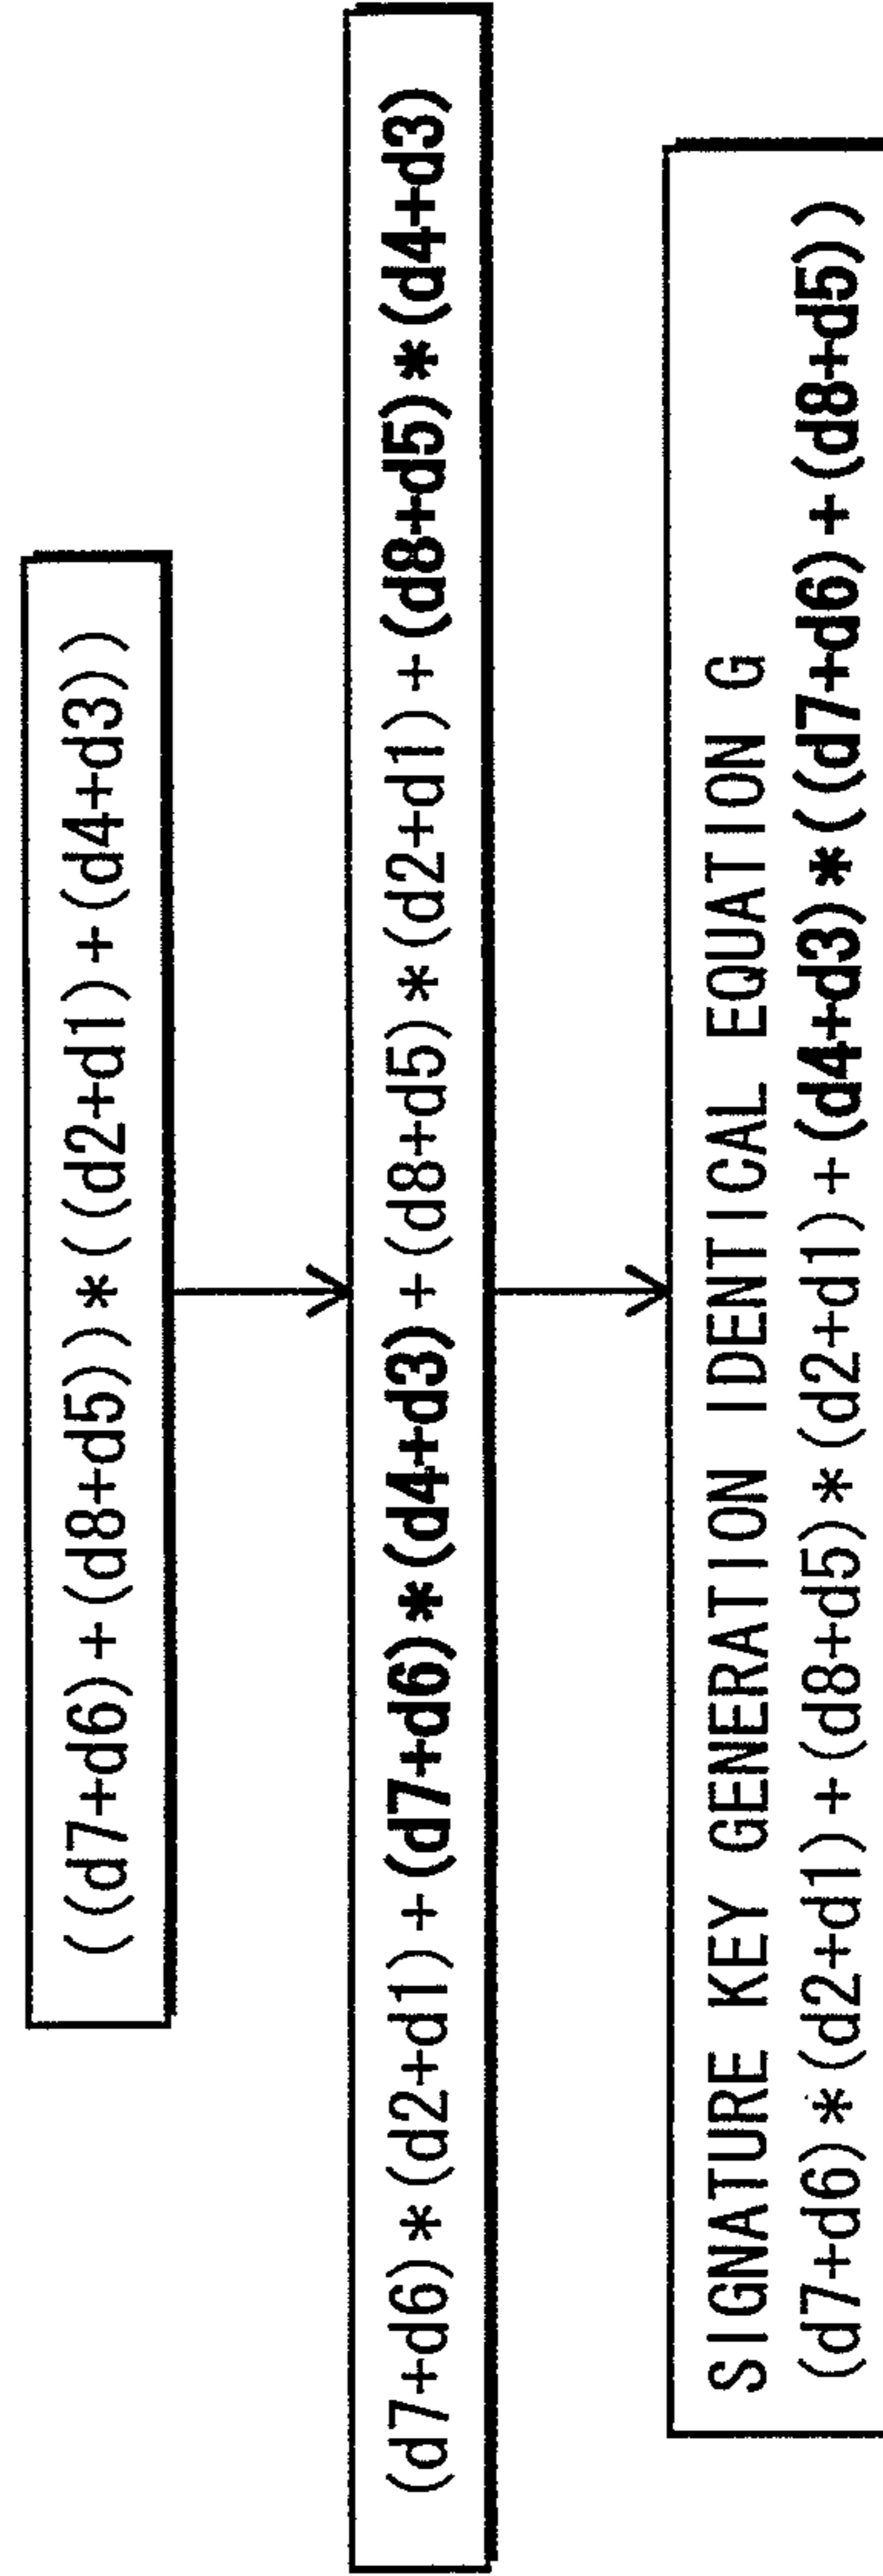 ((d7+d6)+(d8+d5))*((d2+d1)+(d4+d3))
(d7+d6)*(d2+d1)+(d7+d6)*(d4+d3)+(d8+d5)*(d2+d1)+(d8+d5)*(d4+d3)
SIGNATURE KEY GENERATION IDENTICAL EQUATION G
(d7+d6)*(d2+d1)+(d8+d5)*(d2+d1)+(d4+d3)*((d7+d6)+(d8+d5))